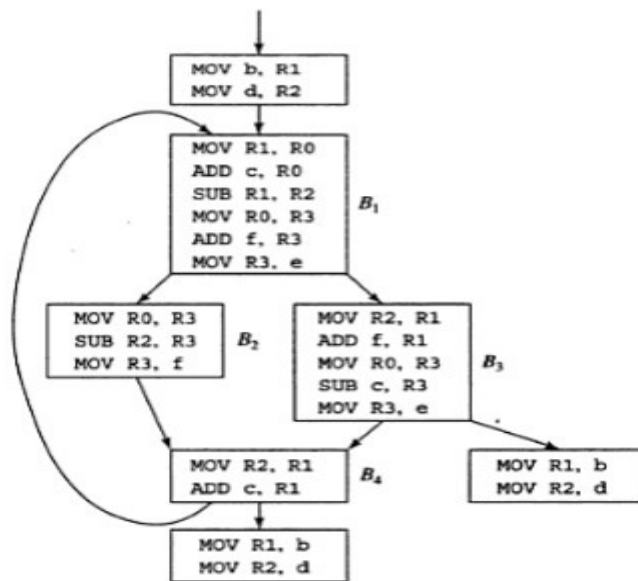 MOV b, R1
MOV d, R2
MOV R1, R0
ADD c, R0
SUB R1, R2
MOV R0, R3
ADD f, R3
MOV R3, e
B1
MOV R0, R3
SUB R2, R3
MOV R3, f
B2
MOV R2, R1
ADD f, R1
MOV R0, R3
SUB c, R3
MOV R3, e
B3
MOV R2, R1
ADD c, R1
B4
MOV R1, b
MOV R2, d
MOV R1, b
MOV R2, d